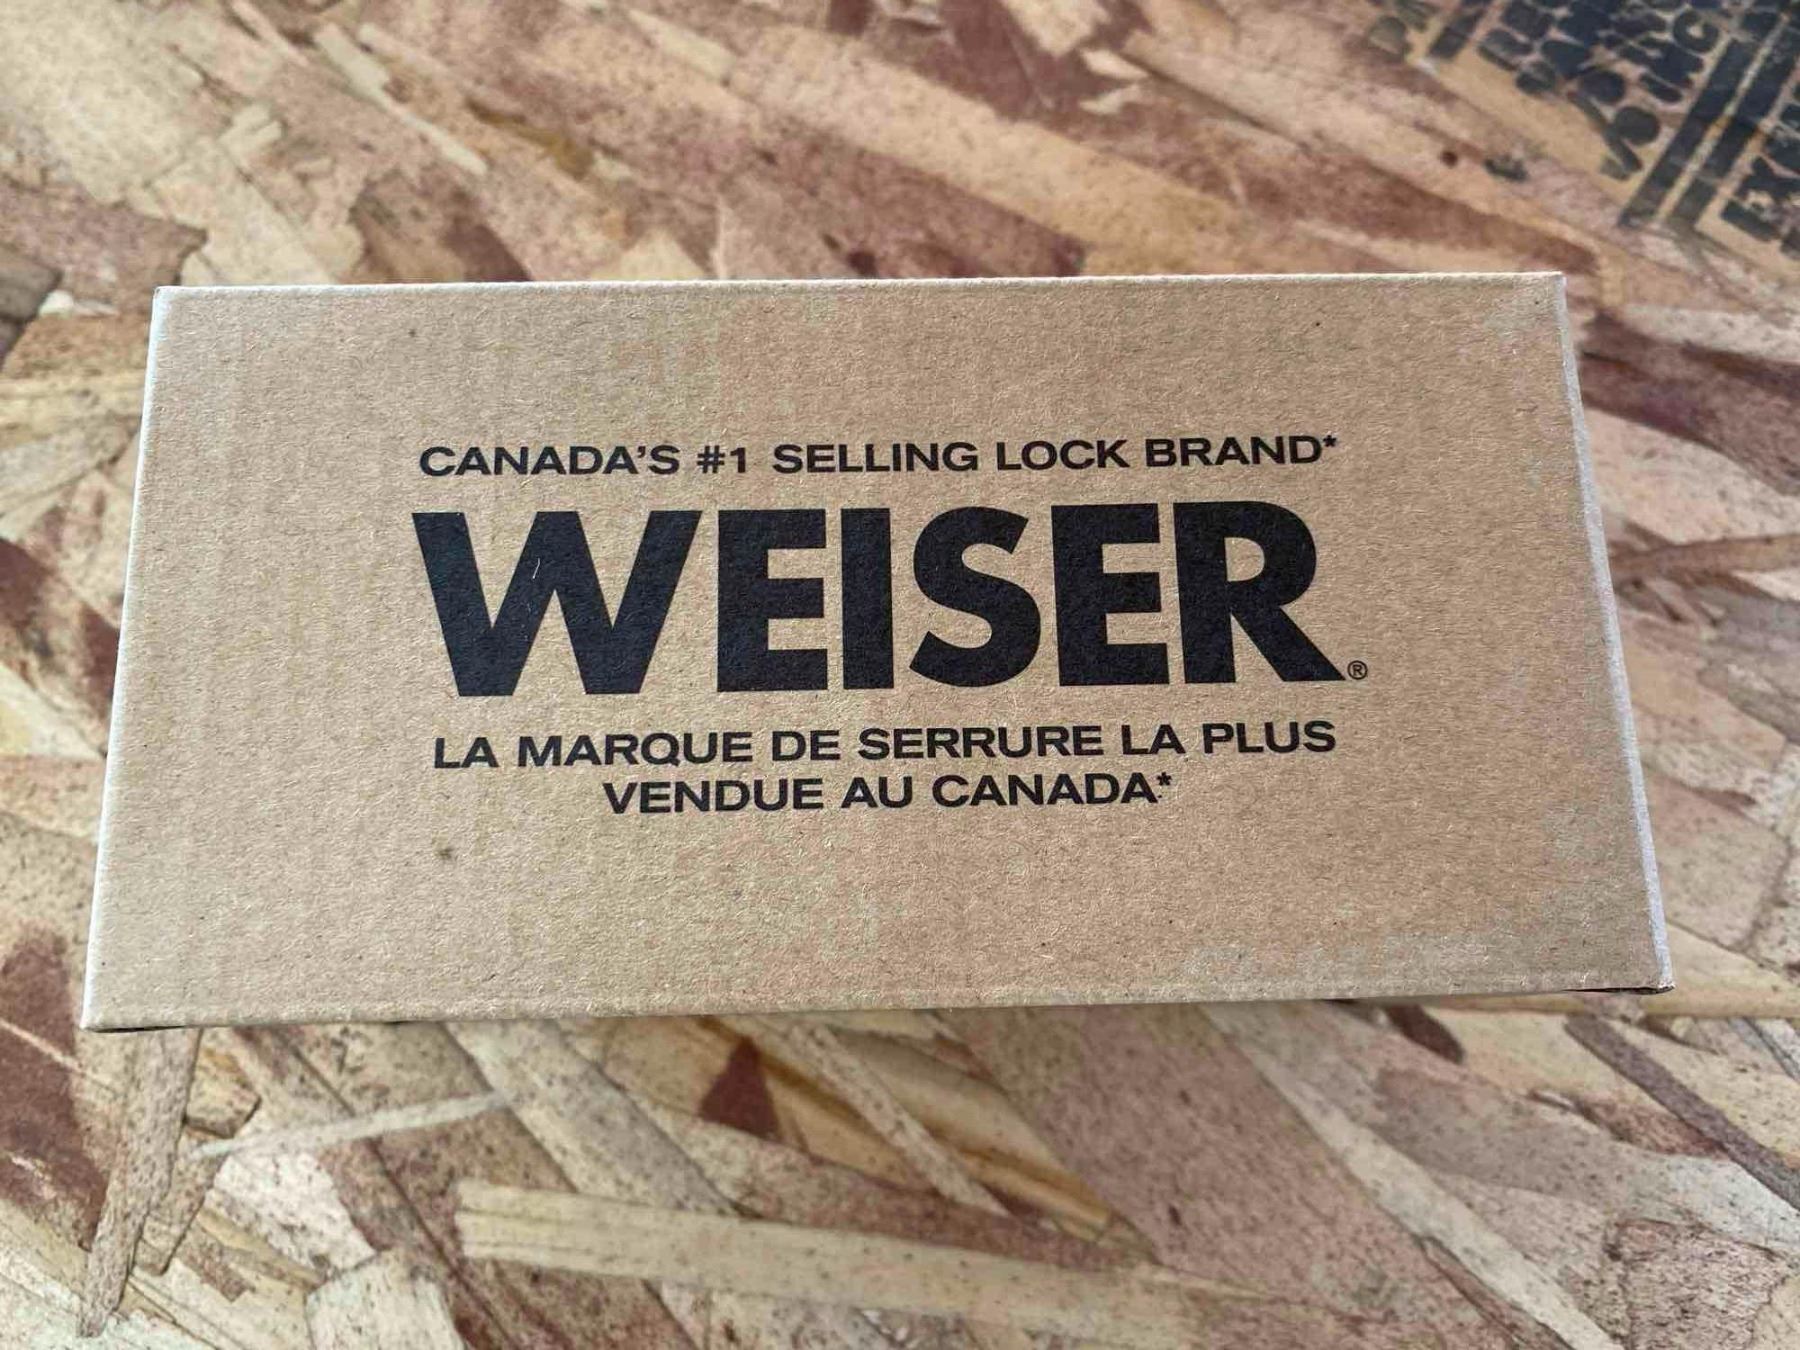 CANADA'S #1 SELLING LOCK BRAND*
WEISER®
LA MARQUE DE SERRURE LA PLUS
VENDUE AU CANADA*